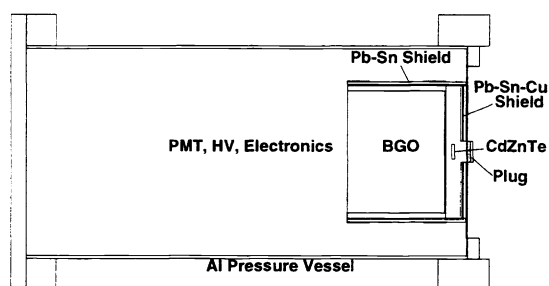 Pb-Sn Shield
Pb-Sn-Cu
Shield
PMT, HV, Electronics
BGO
CdZnTe
Plug
Al Pressure Vessel